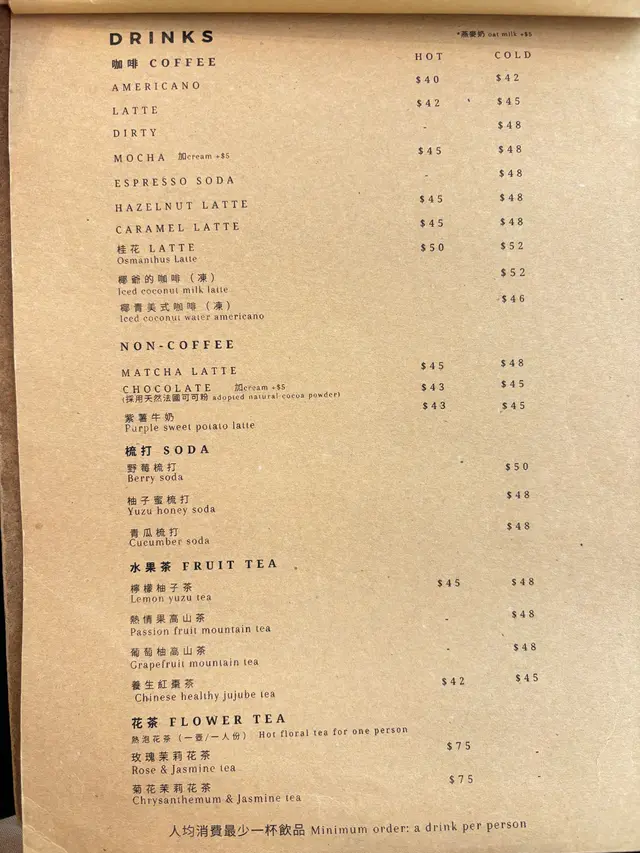 DRINKS
*燕麥奶 oat milk +$5
咖啡 COFFEE HOT COLD
AMERICANO $40 $42
LATTE $42 $45
DIRTY - $48
MOCHA 加cream +$5 $45 $48
ESPRESSO SODA - $48
HAZELNUT LATTE $45 $48
CARAMEL LATTE $45 $48
桂花 LATTE $50 $52
Osmanthus Latte
椰爺的咖啡（凍） $52
Iced coconut milk latte
椰青美式咖啡（凍） $46
Iced coconut water americano
NON-COFFEE
MATCHA LATTE $45 $48
CHOCOLATE 加cream +$5 $43 $45
(採用天然法國可可粉 adopted natural cocoa powder)
紫薯牛奶 $43 $45
Purple sweet potato latte
梳打 SODA
野莓梳打 $50
Berry soda
柚子蜜梳打 $48
Yuzu honey soda
青瓜梳打 $48
Cucumber soda
水果茶 FRUIT TEA
檸檬柚子茶 $45 $48
Lemon yuzu tea
熱情果高山茶 - $48
Passion fruit mountain tea
葡萄柚高山茶 - $48
Grapefruit mountain tea
養生紅棗茶 $42 $45
Chinese healthy jujube tea
花茶 FLOWER TEA
熱泡花茶（一壺/一人份） Hot floral tea for one person
玫瑰茉莉花茶 $75
Rose & Jasmine tea
菊花茉莉花茶 $75
Chrysanthemum & Jasmine tea
人均消費最少一杯飲品 Minimum order: a drink per person